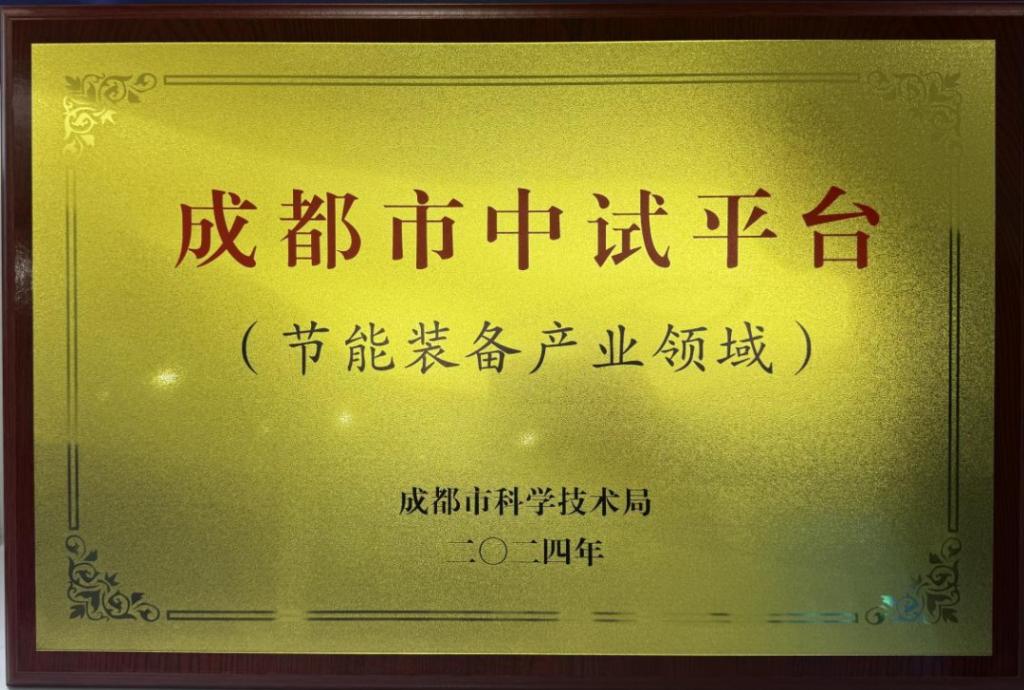 成都市中试平台
（节能装备产业领域）
成都市科学技术局
二〇二四年